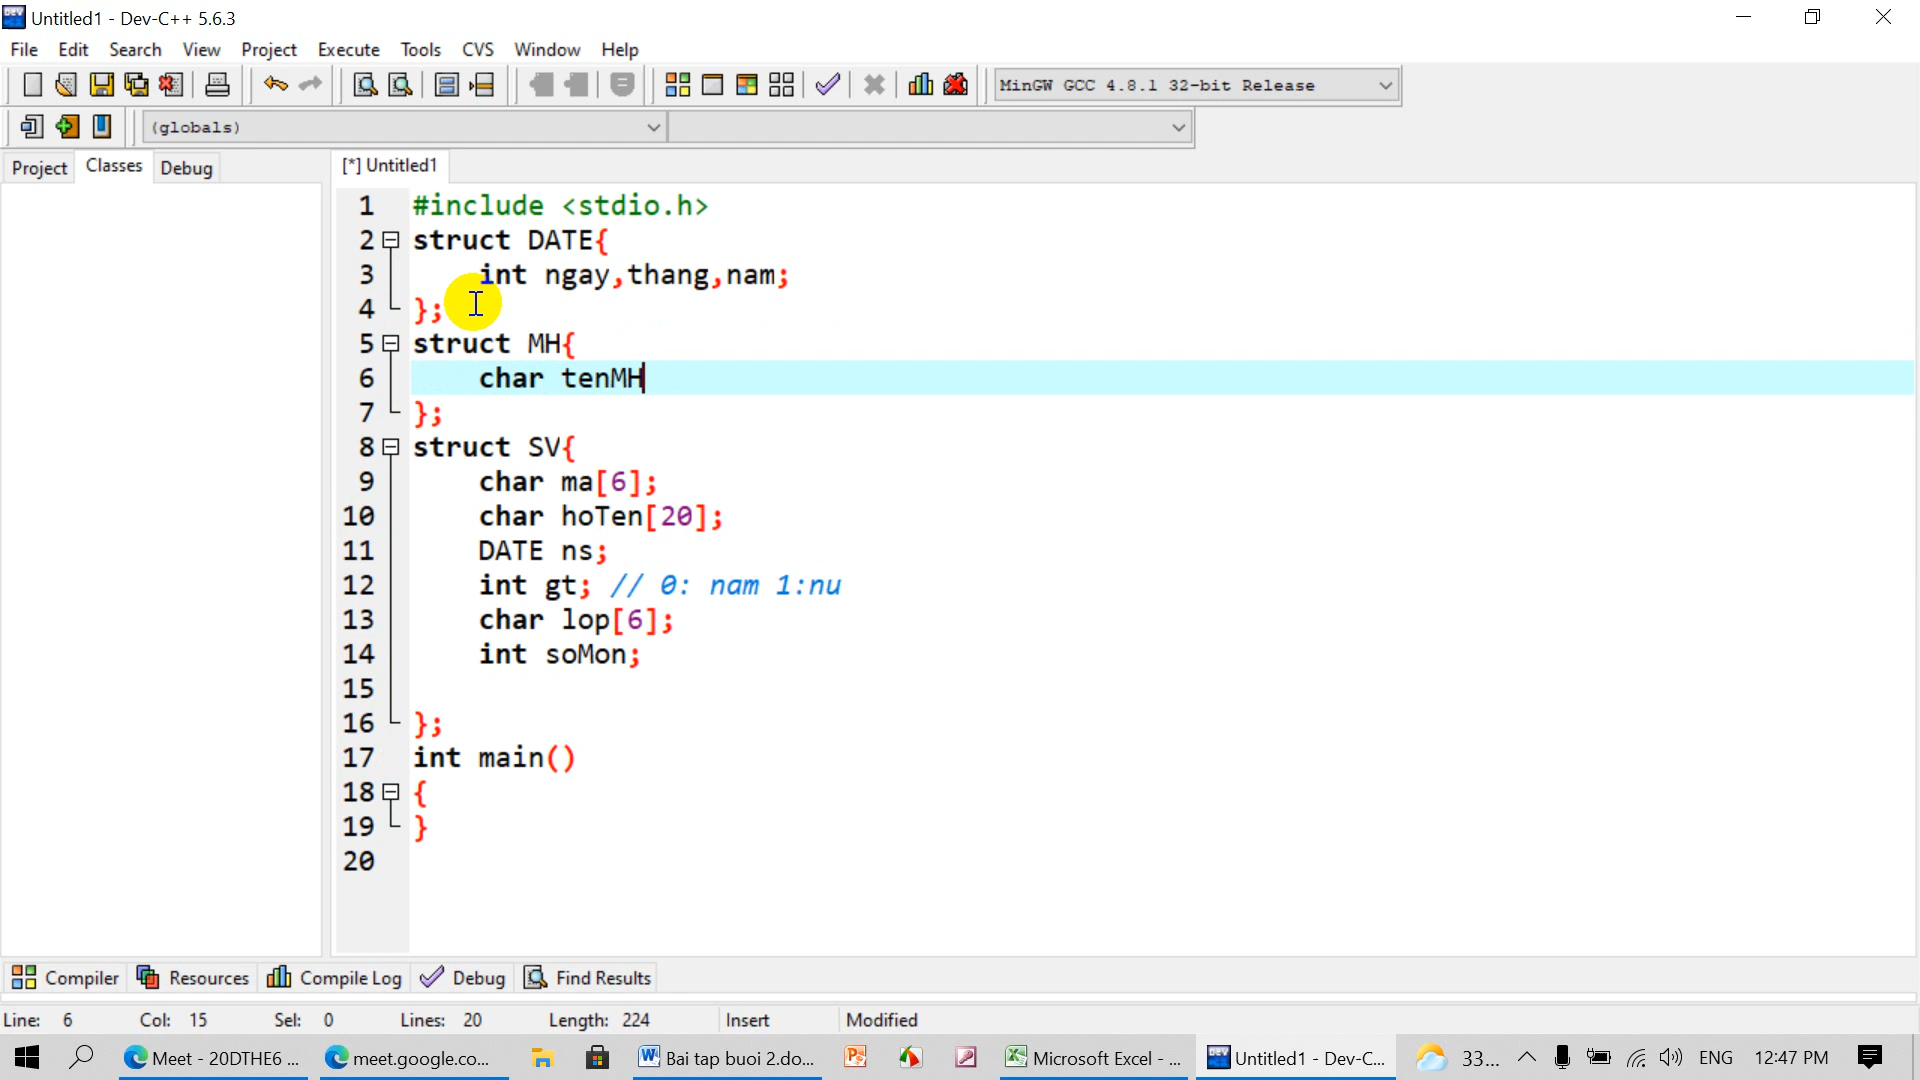 Untitled1 - Dev-C++ 5.6.3
File Edit Search View Project Execute Tools CVS Window Help
MinGW GCC 4.8.1 32-bit Release
(globals)
Project Classes Debug
[*] Untitled1
1 #include <stdio.h>
2 struct DATE{
3 int ngay,thang,nam;
4 };
5 struct MH{
6 char tenMH
7 };
8 struct SV{
9 char ma[6];
10 char hoTen[20];
11 DATE ns;
12 int gt; // 0: nam 1:nu
13 char lop[6];
14 int soMon;
15
16 };
17 int main()
18 {
19 }
20
Compiler Resources Compile Log Debug Find Results
Line: 6 Col: 15 Sel: 0 Lines: 20 Length: 224 Insert Modified
Meet - 20DTHE6 ... meet.google.co... Bai tap buoi 2.do... Microsoft Excel - ... Untitled1 - Dev-C... 33... ENG 12:47 PM